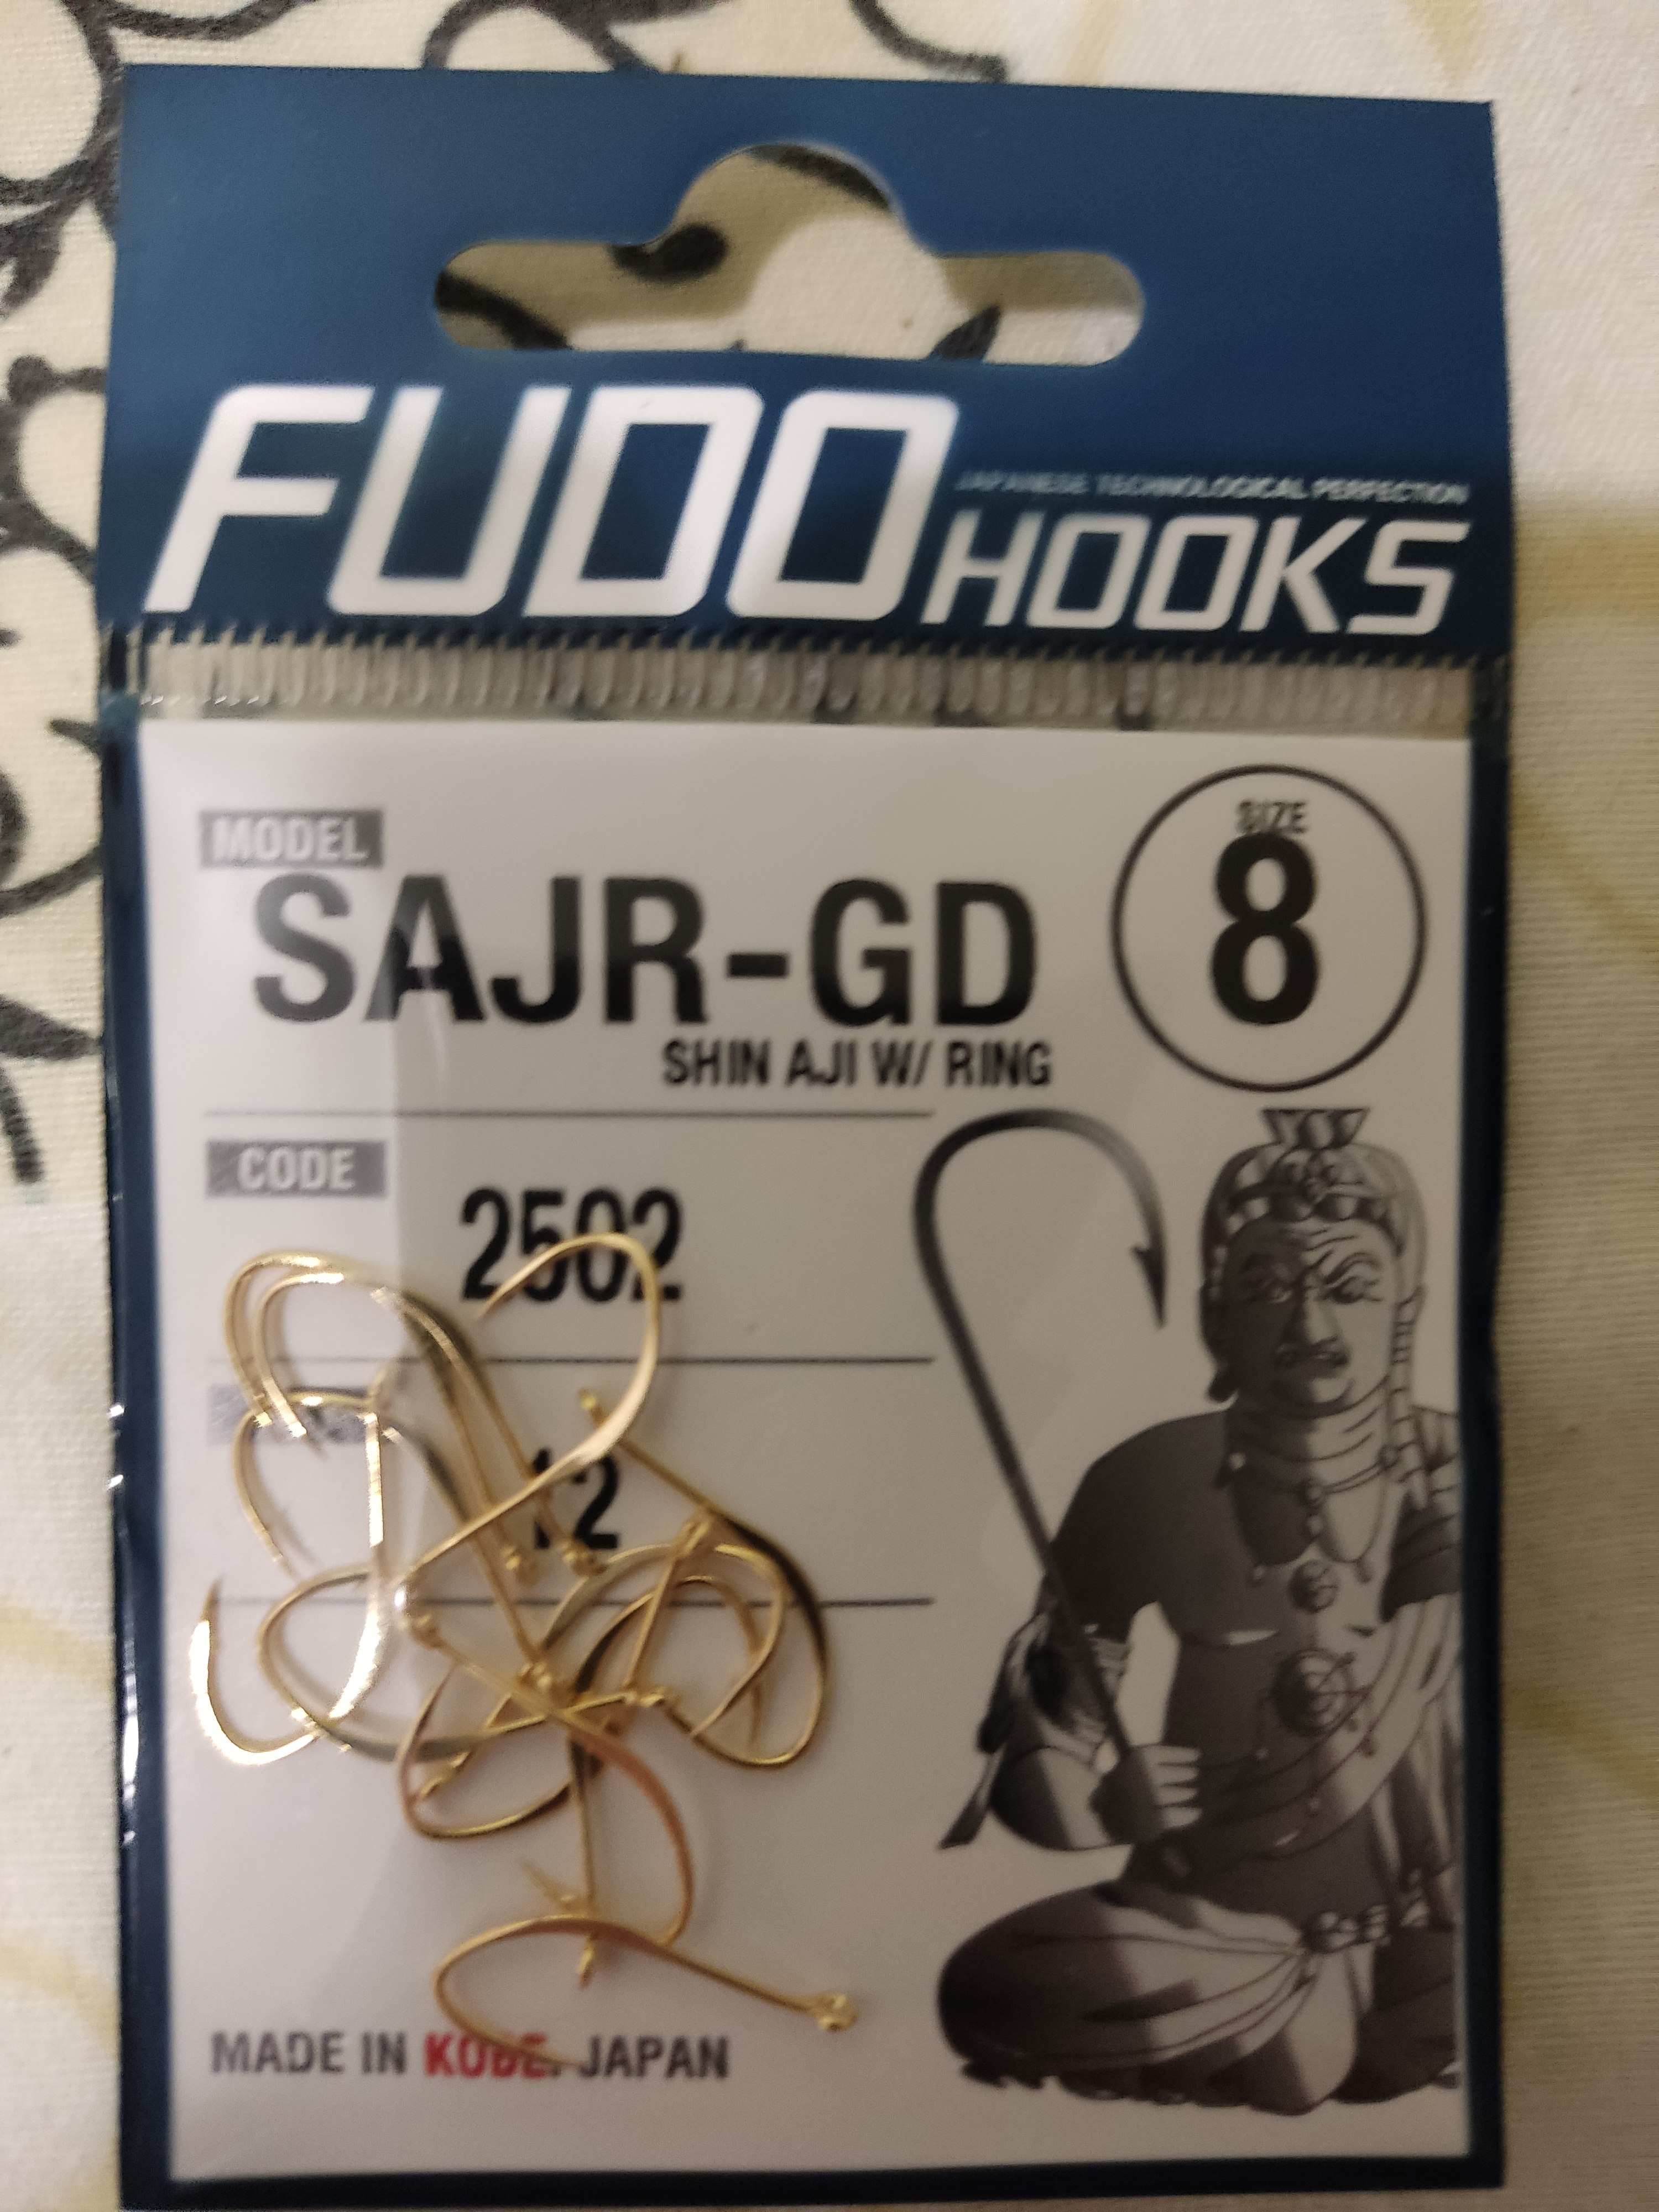 FUDO
JAPANESE TECHNOLOGICAL PERFECTION
HOOKS
MODEL
SIZE
8
SAJR-GD
SHIN AJI W/ RING
CODE
2502
12
MADE IN KOBE. JAPAN